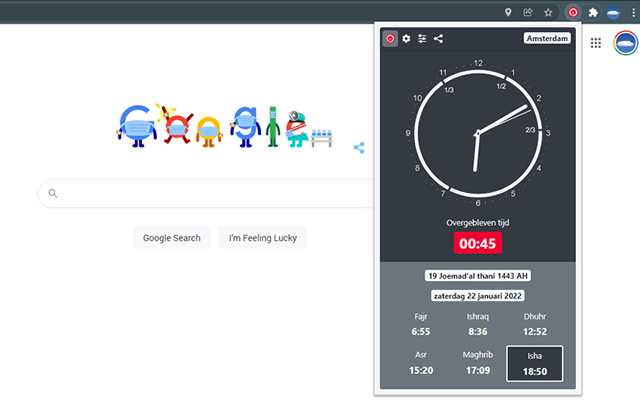 Amsterdam
Google
12
11
1
1/3
1/2
10
2
9
2/3
3
8
4
7
5
6
Overgebleven tijd
00:45
Google Search
I'm Feeling Lucky
19 Joemad'al thani 1443 AH
zaterdag 22 januari 2022
Fajr Ishraq Dhuhr
6:55 8:36 12:52
Asr Maghrib Isha
15:20 17:09 18:50